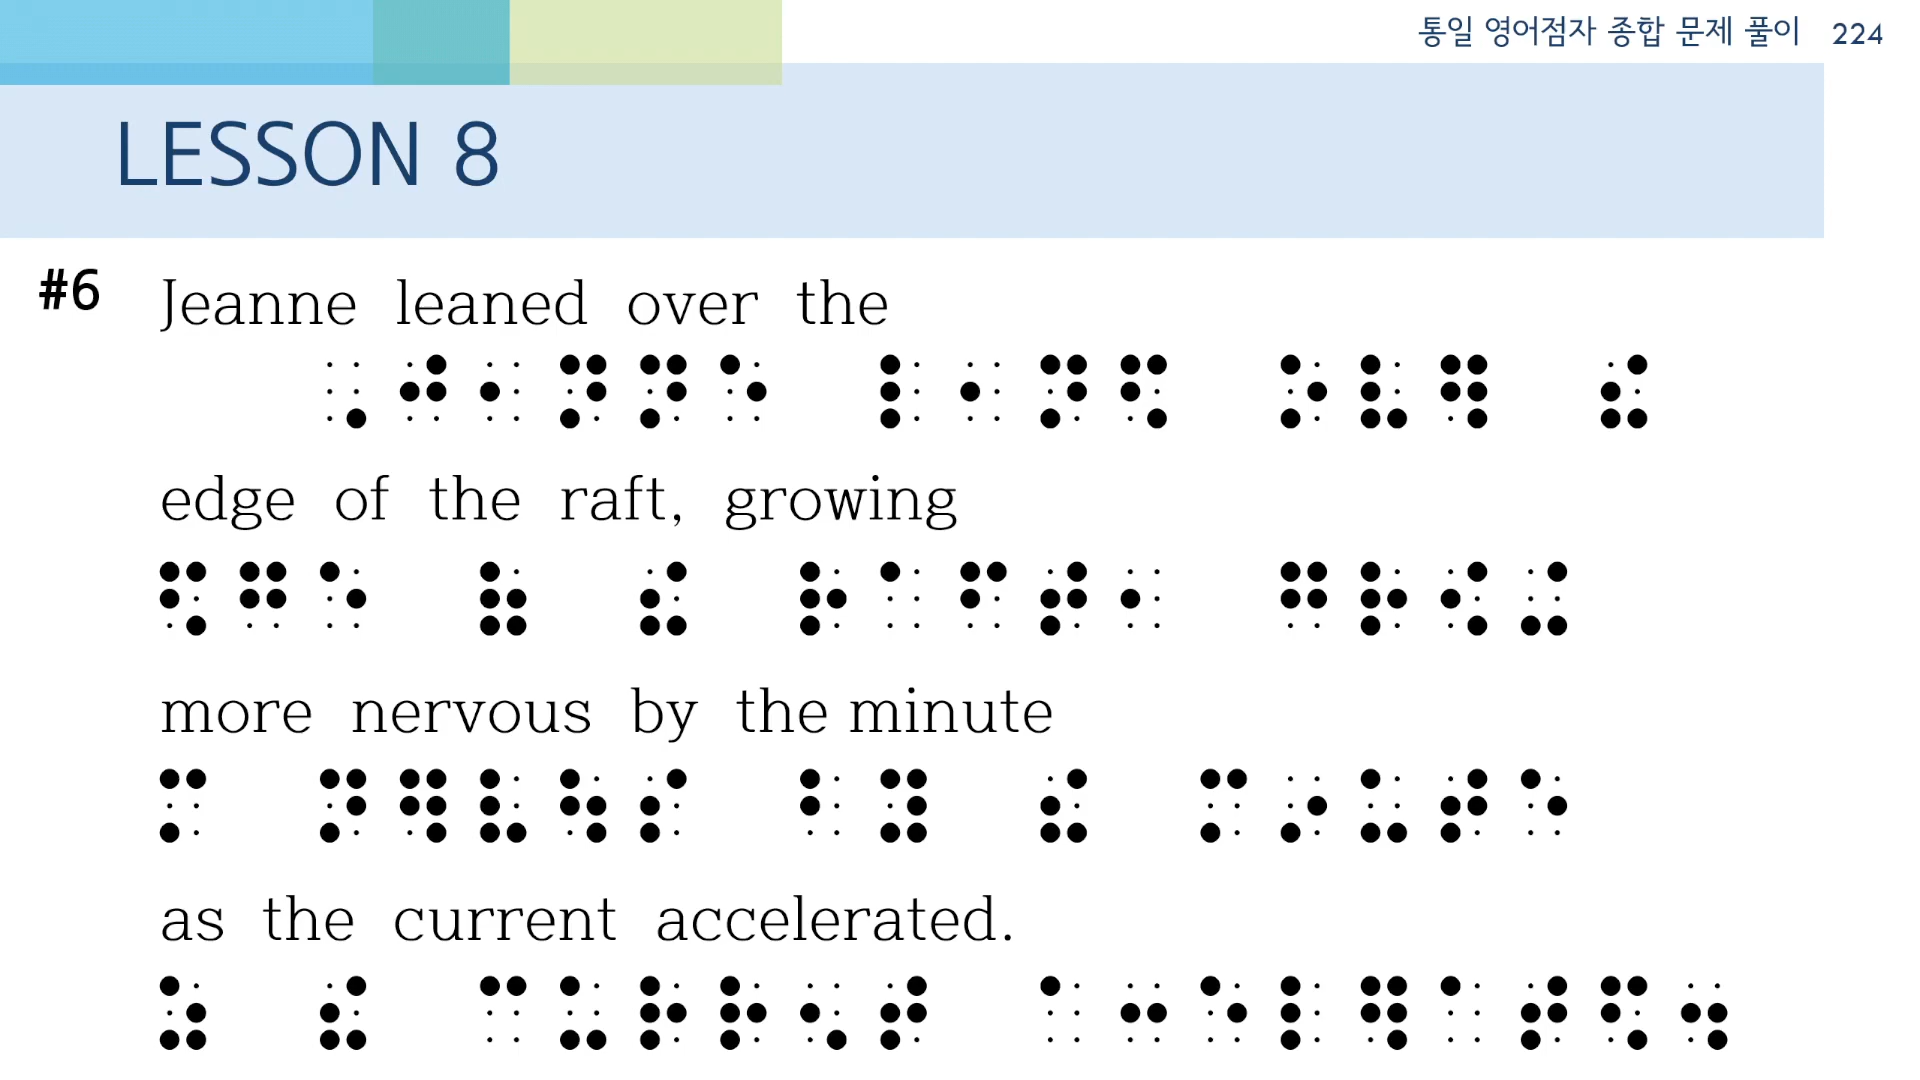 통일 영어점자 종합 문제 풀이 224
LESSON 8
#6 Jeanne leaned over the
⠠⠚⠂⠝⠝⠑ ⠇⠂⠝⠫ ⠕⠧⠻ ⠮
edge of the raft, growing
⠫⠛⠑ ⠷ ⠮ ⠗⠁⠋⠞⠂ ⠛⠗⠪⠬
more nervous by the minute
⠍ ⠝⠻⠧⠳⠎ ⠃⠽ ⠮ ⠍⠔⠥⠞⠑
as the current accelerated.
⠵ ⠮ ⠉⠥⠗⠗⠢⠞ ⠁⠒⠑⠇⠻⠁⠞⠫⠲